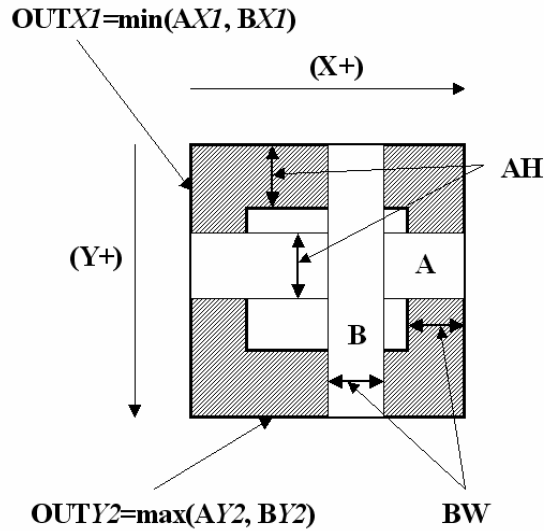 OUTX1=min(AX1, BX1)
(X+)
AH
(Y+)
A
B
OUTY2=max(AY2, BY2)
BW